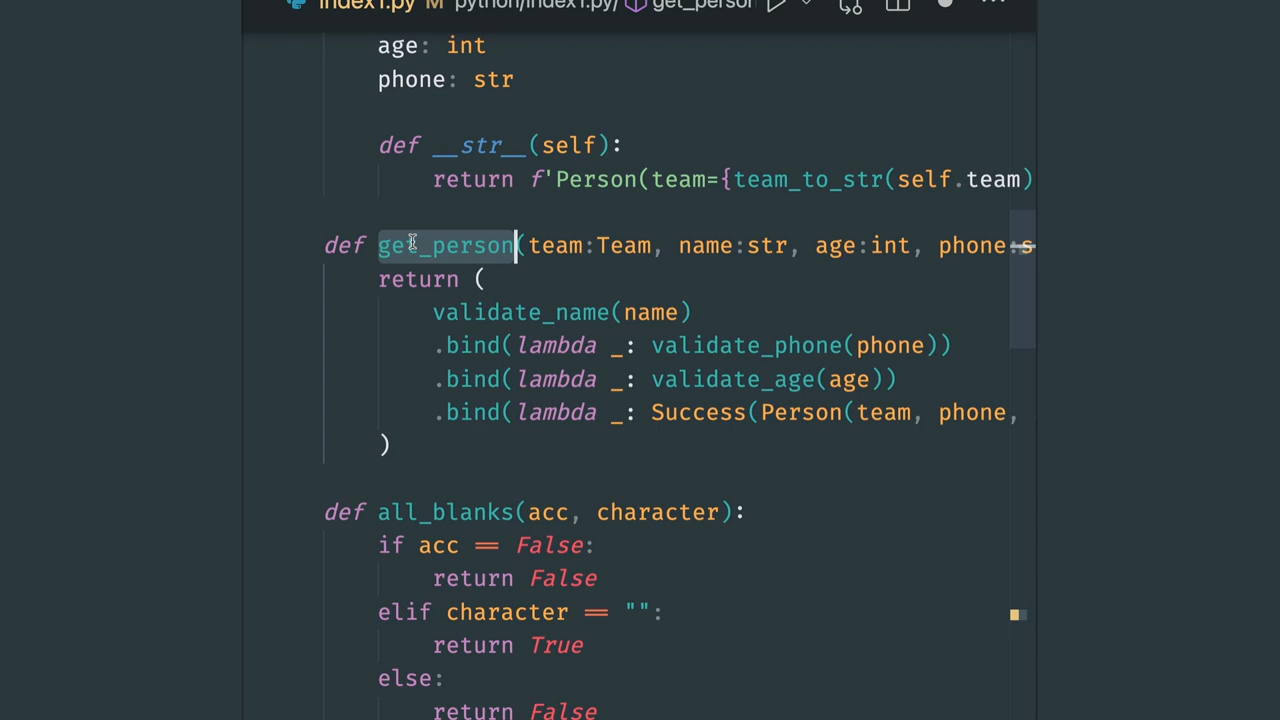 index1.py M python/index1.py/ get_person
age: int
phone: str
def __str__(self):
return f'Person(team={team_to_str(self.team)
def get_person(team:Team, name:str, age:int, phone:s
return (
validate_name(name)
.bind(lambda _: validate_phone(phone))
.bind(lambda _: validate_age(age))
.bind(lambda _: Success(Person(team, phone,
)
def all_blanks(acc, character):
if acc == False:
return False
elif character == "":
return True
else:
return False